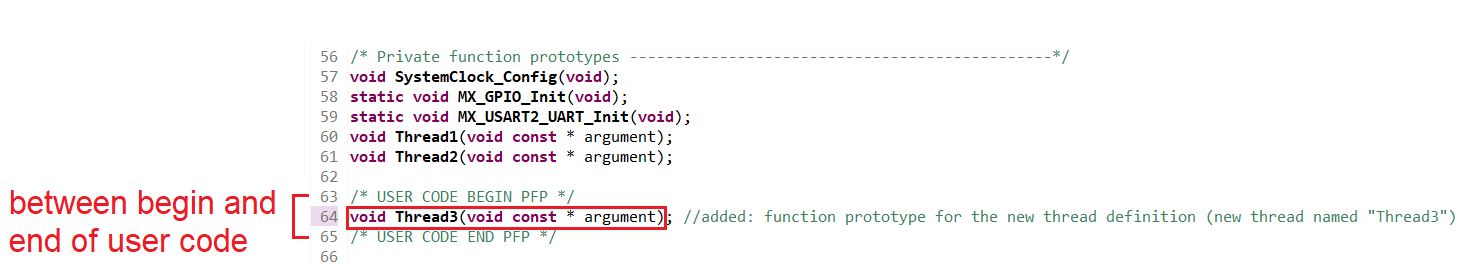 56 /* Private function prototypes -----------------------------------------------*/
57 void SystemClock_Config(void);
58 static void MX_GPIO_Init(void);
59 static void MX_USART2_UART_Init(void);
60 void Thread1(void const * argument);
61 void Thread2(void const * argument);
62
63 /* USER CODE BEGIN PFP */
64 void Thread3(void const * argument); //added: function prototype for the new thread definition (new thread named "Thread3")
65 /* USER CODE END PFP */
66
between begin and
end of user code